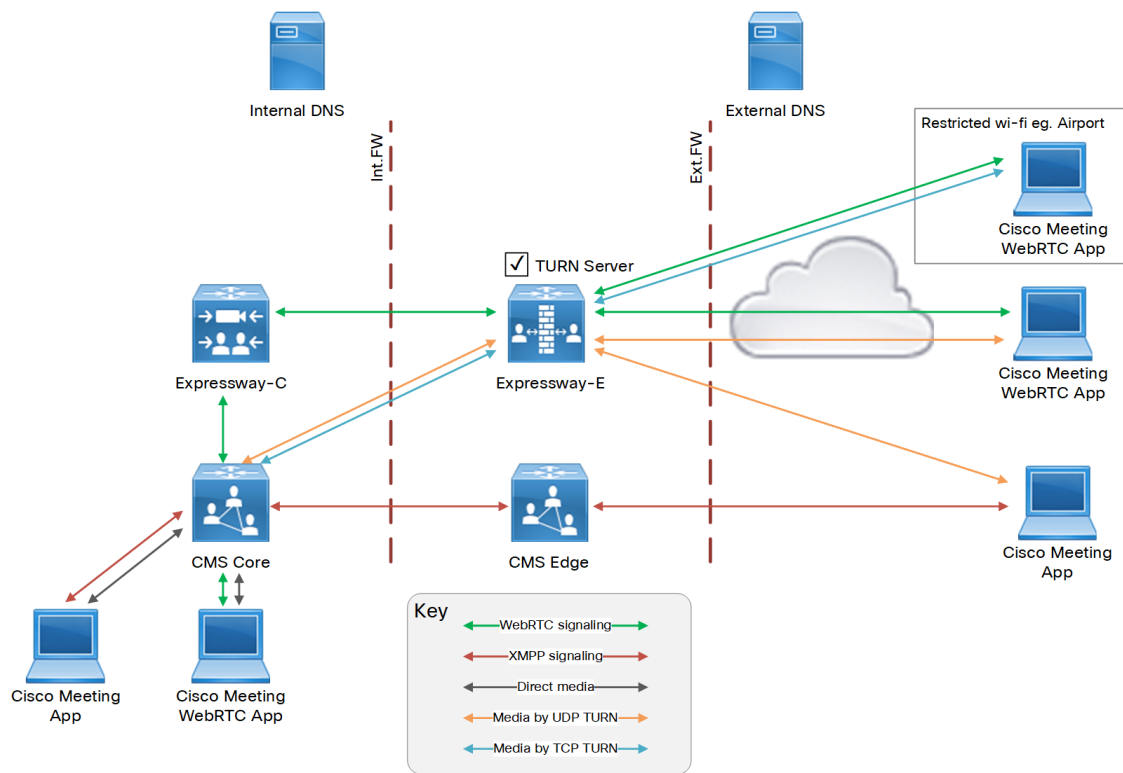 Internal DNS
External DNS
Int.FW
Ext.FW
Restricted wi-fi eg. Airport
Cisco Meeting
WebRTC App
TURN Server
Expressway-C
Expressway-E
Cisco Meeting
WebRTC App
CMS Core
CMS Edge
Cisco Meeting
App
Cisco Meeting
App
Cisco Meeting
WebRTC App
Key
WebRTC signaling
XMPP signaling
Direct media
Media by UDP TURN
Media by TCP TURN